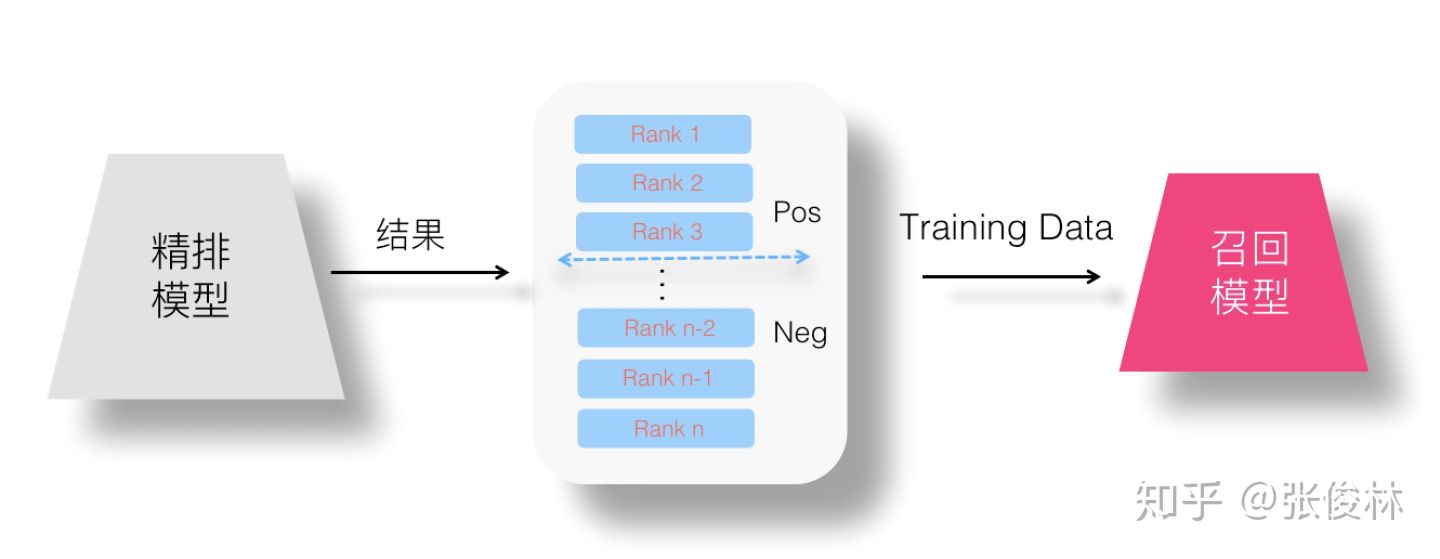 精排
模型
结果
Rank 1
Rank 2
Rank 3
Pos
⋮
Rank n-2
Neg
Rank n-1
Rank n
Training Data
召回
模型
知乎 @张俊林